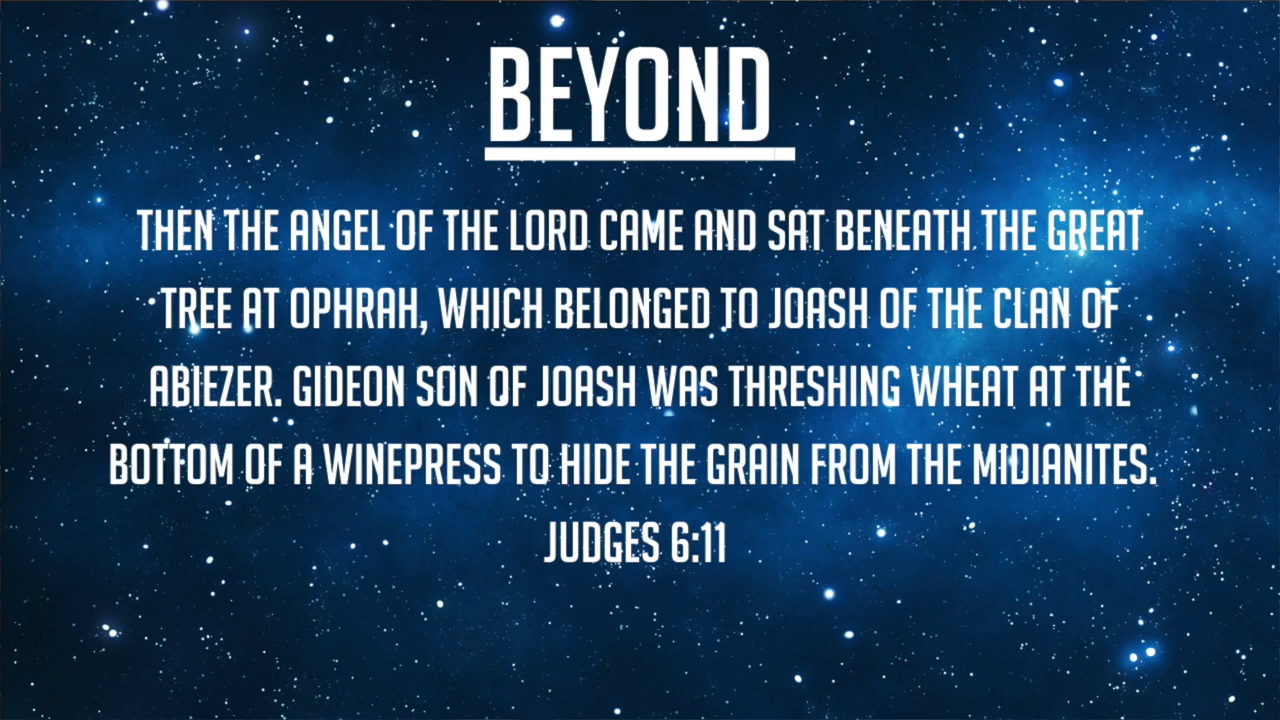 BEYOND
THEN THE ANGEL OF THE LORD CAME AND SAT BENEATH THE GREAT
TREE AT OPHRAH, WHICH BELONGED TO JOASH OF THE CLAN OF
ABIEZER. GIDEON SON OF JOASH WAS THRESHING WHEAT AT THE
BOTTOM OF A WINEPRESS TO HIDE THE GRAIN FROM THE MIDIANITES.
JUDGES 6:11